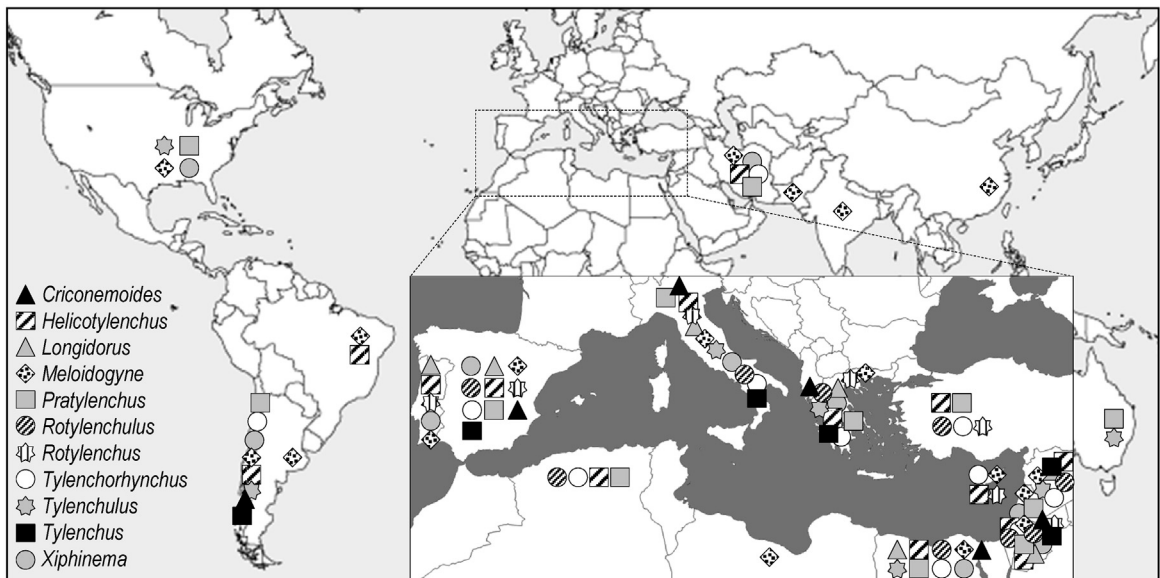 Criconemoides
Helicotylenchus
Longidorus
Meloidogyne
Pratylenchus
Rotylenchulus
Rotylenchus
Tylenchorhynchus
Tylenchulus
Tylenchus
Xiphinema